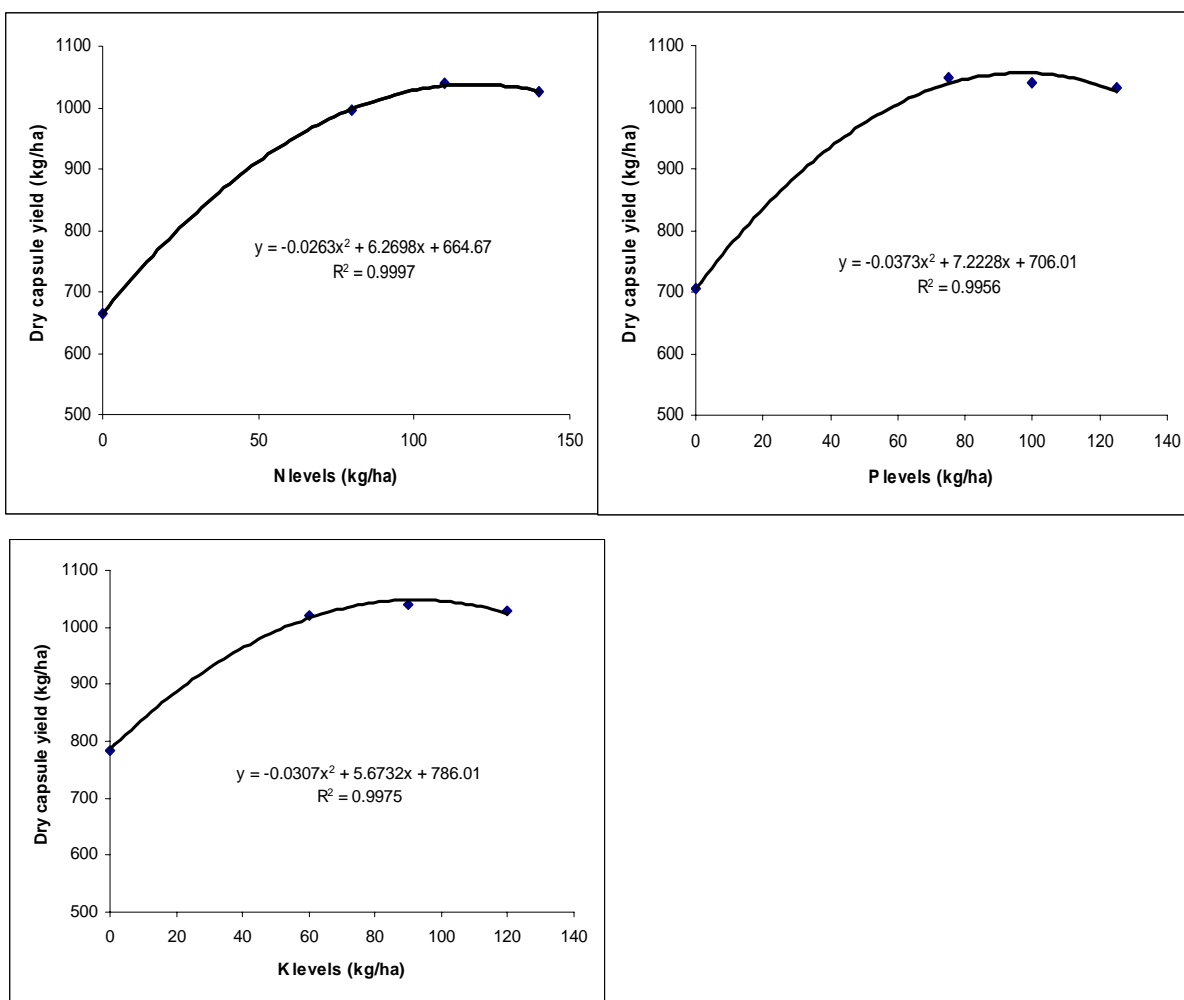 Dry capsule yield (kg/ha)
1100
1000
900
800
700
600
500
y = -0.0263x² + 6.2698x + 664.67
R² = 0.9997
0 50 100 150
N levels (kg/ha)
Dry capsule yield (kg/ha)
1100
1000
900
800
700
600
500
y = -0.0373x² + 7.2228x + 706.01
R² = 0.9956
0 20 40 60 80 100 120 140
P levels (kg/ha)
Dry capsule yield (kg/ha)
1100
1000
900
800
700
600
500
y = -0.0307x² + 5.6732x + 786.01
R² = 0.9975
0 20 40 60 80 100 120 140
K levels (kg/ha)